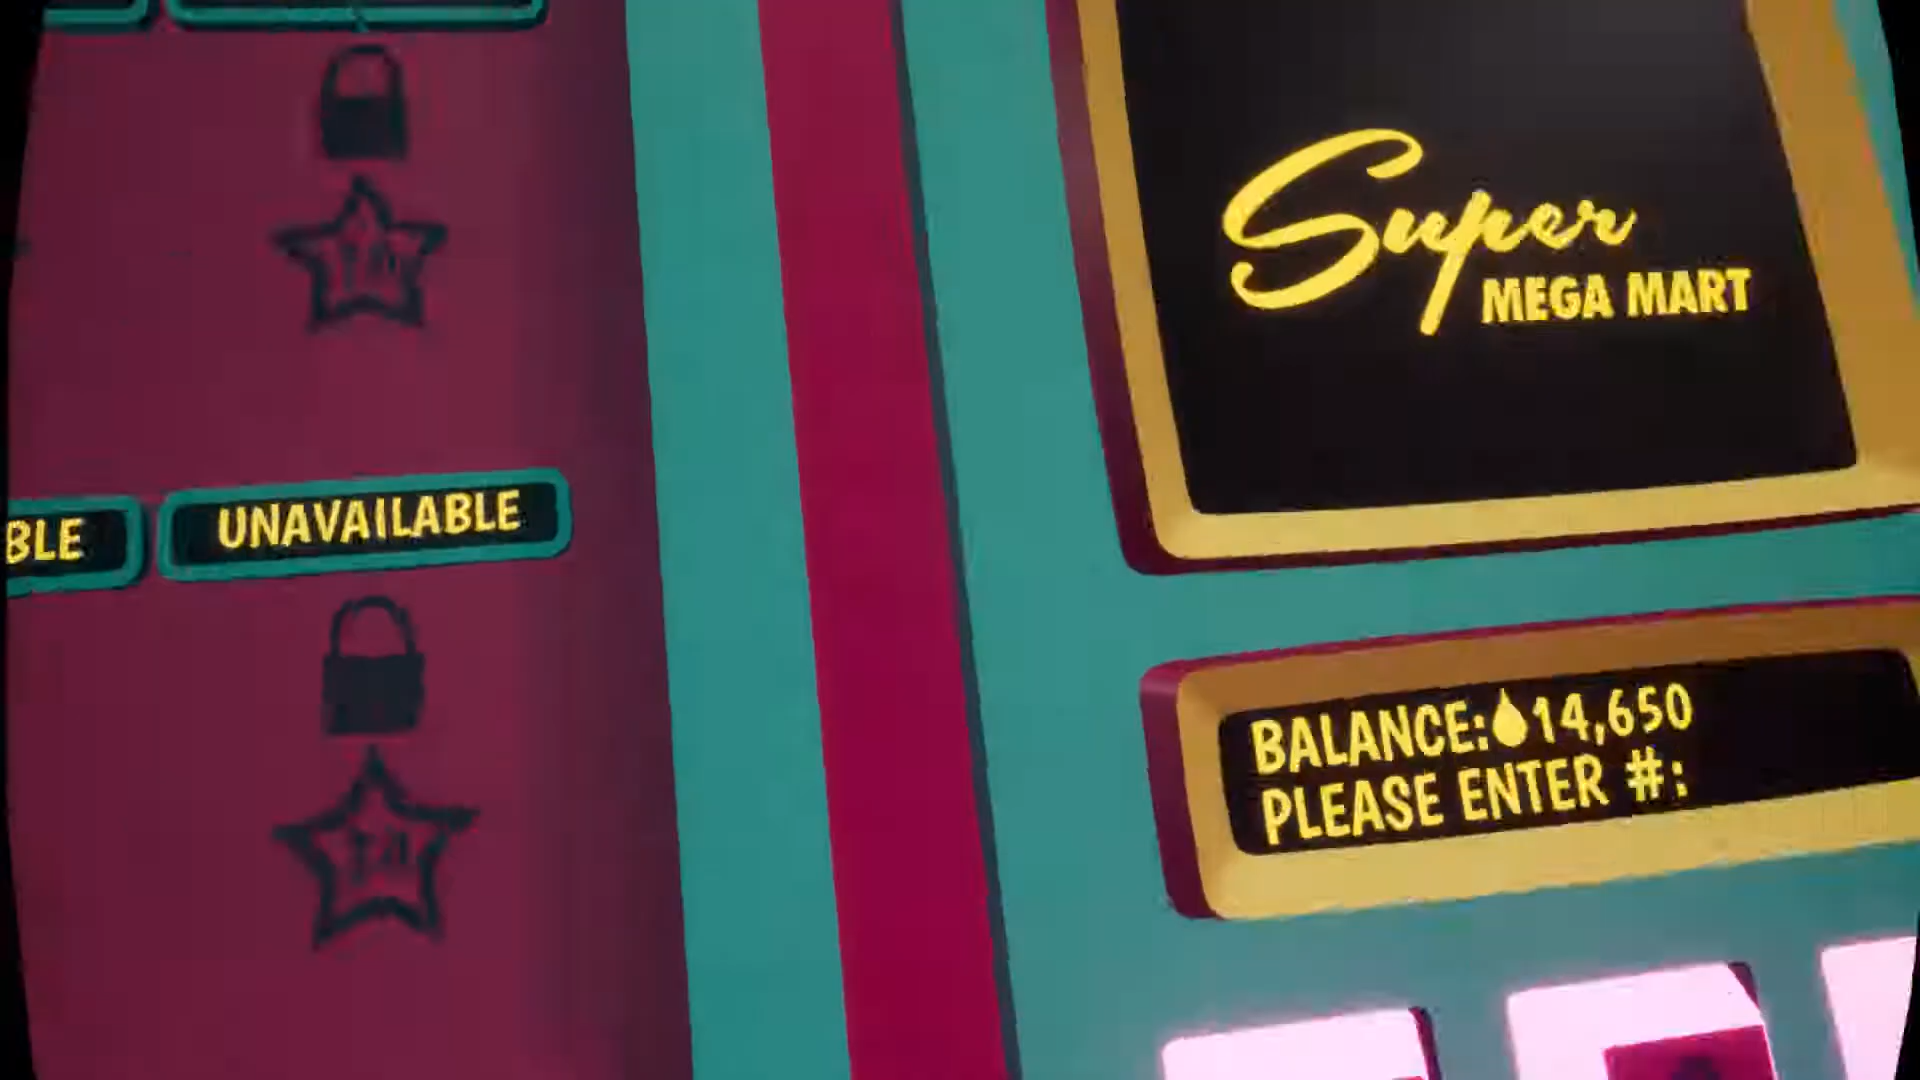 BLE
UNAVAILABLE
Super
MEGA MART
BALANCE:14,650
PLEASE ENTER #: